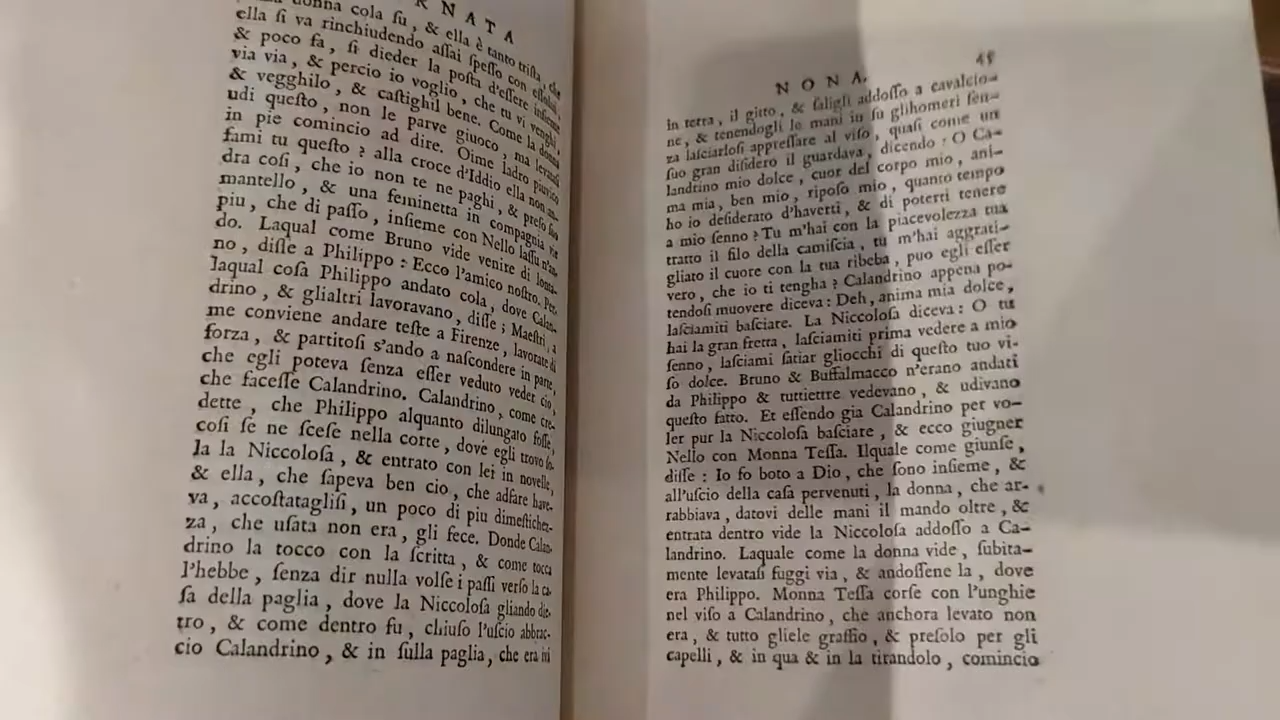 RNATA
donna cola ſu, & ella è tanto triſta, che
ella ſi va rinchiudendo aſſai ſpeſſo con eſſolui,
& poco fa, ſi dieder la poſta d'eſſere inſieme
via via, & percio io voglio, che tu vi venghi,
& vegghilo, & caſtighil bene. Come la donna
udi queſto, non le parve giuoco, ma levataſi
in pie comincio ad dire. Oime ladro piuvico
fami tu queſto? alla croce d'Iddio ella non an-
dra coſi, che io non te ne paghi, & preſo ſuo
mantello, & una feminetta in compagnia vie
piu, che di paſſo, inſieme con Nello laſſu n'an-
do. Laqual come Bruno vide venire di lonta-
no, diſſe a Philippo: Ecco l'amico noſtro. Per-
laqual coſa Philippo andato cola, dove Calan-
drino, & glialtri lavoravano, diſſe; Maeſtri, a
me conviene andare teſte a Firenze, lavorate di
forza, & partitoſi s'ando a naſcondere in parte,
che egli poteva ſenza eſſer veduto veder cio,
che faceſſe Calandrino. Calandrino, come cre-
dette, che Philippo alquanto dilungato foſſe,
coſi ſe ne ſceſe nella corte, dove egli trovo ſo-
la la Niccoloſa, & entrato con lei in novelle,
& ella, che ſapeva ben cio, che adfare have-
va, accoſtataglisi, un poco di piu dimeſtichez-
za, che uſata non era, gli fece. Donde Calan-
drino la tocco con la ſcritta, & come tocca
l'hebbe, ſenza dir nulla volſe i paſſi verſo la ca-
ſa della paglia, dove la Niccoloſa gliando die-
tro, & come dentro fu, chiuſo l'uſcio abbrac-
cio Calandrino, & in ſulla paglia, che era ivi
NONA. 45
in terra, il gitto, & ſaligli addoſſo a cavalcio-
ne, & tenendogli le mani in ſu glihomeri ſen-
za laſciarloſi appreſſare al viſo, quaſi come un
ſuo gran diſidero il guardava, dicendo: O Ca-
landrino mio dolce, cuor del corpo mio, ani-
ma mia, ben mio, ripoſo mio, quanto tempo
ho io deſiderato d'haverti, & di poterti tenere
a mio ſenno? Tu m'hai con la piacevolezza tua
tratto il filo della camiſcia, tu m'hai aggrati-
gliato il cuore con la tua ribeba, puo egli eſſer
vero, che io ti tengha? Calandrino appena po-
tendoſi muovere diceva: Deh, anima mia dolce,
laſciamiti baſciare. La Niccoloſa diceva: O tu
hai la gran fretta, laſciamiti prima vedere a mio
ſenno, laſciami ſatiar gliocchi di queſto tuo vi-
ſo dolce. Bruno & Buffalmacco n'erano andati
da Philippo & tuttiettre vedevano, & udivano
queſto fatto. Et eſſendo gia Calandrino per vo-
ler pur la Niccoloſa baſciare, & ecco giugner
Nello con Monna Teſſa. Ilquale come giunſe,
diſſe: Io fo boto a Dio, che ſono inſieme, &
all'uſcio della caſa pervenuti, la donna, che ar-
rabbiava, datovi delle mani il mando oltre, &
entrata dentro vide la Niccoloſa addoſſo a Ca-
landrino. Laquale come la donna vide, ſubita-
mente levataſi fuggi via, & andoſſene la, dove
era Philippo. Monna Teſſa corſe con l'unghie
nel viſo a Calandrino, che anchora levato non
era, & tutto gliele graffio, & preſolo per gli
capelli, & in qua & in la tirandolo, comincio